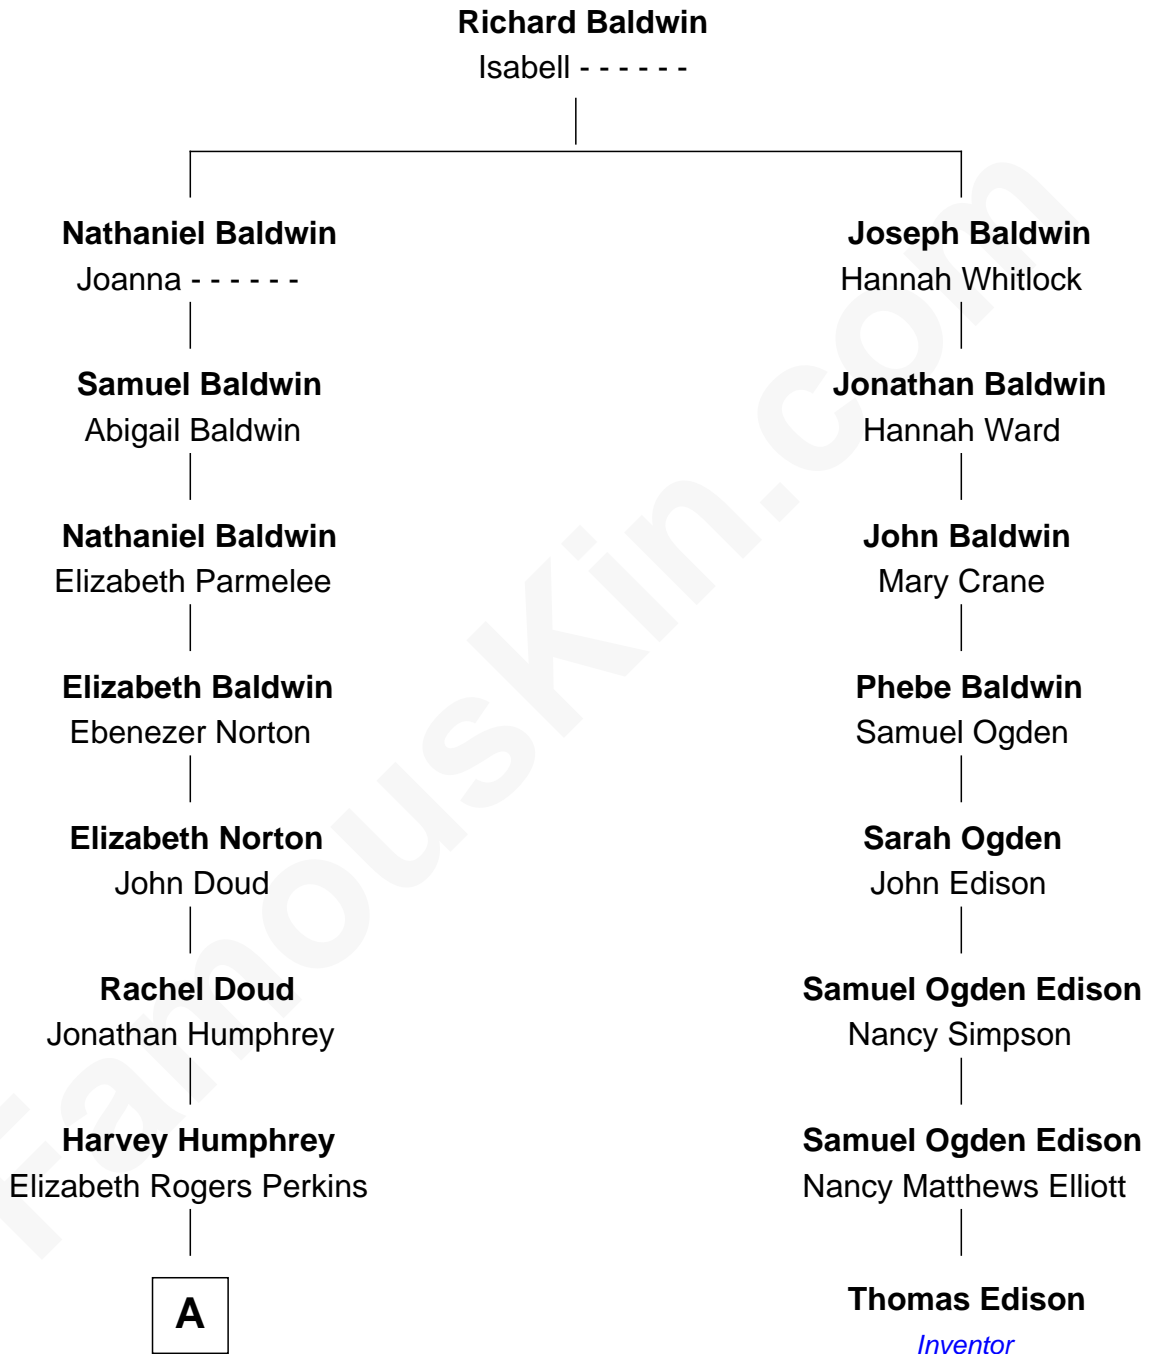 Richard Baldwin
Isabell - - - - - -
Nathaniel Baldwin
Joanna - - - - - -
Joseph Baldwin
Hannah Whitlock
Samuel Baldwin
Abigail Baldwin
Jonathan Baldwin
Hannah Ward
Nathaniel Baldwin
Elizabeth Parmelee
John Baldwin
Mary Crane
Elizabeth Baldwin
Ebenezer Norton
Phebe Baldwin
Samuel Ogden
Elizabeth Norton
John Doud
Sarah Ogden
John Edison
Rachel Doud
Jonathan Humphrey
Samuel Ogden Edison
Nancy Simpson
Harvey Humphrey
Elizabeth Rogers Perkins
Samuel Ogden Edison
Nancy Matthews Elliott
A
Thomas Edison
Inventor
FamousKin.com